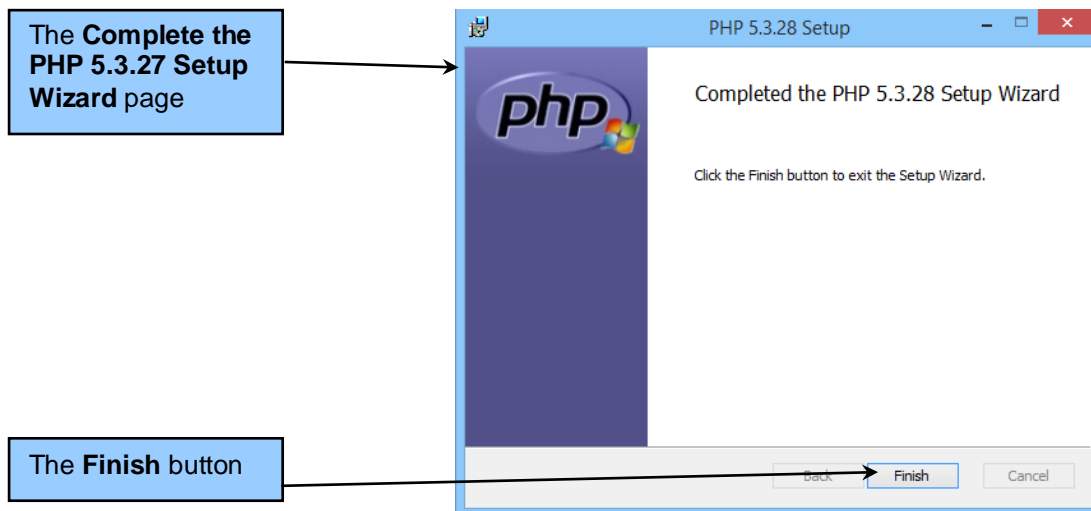 The Complete the
PHP 5.3.27 Setup
Wizard page
PHP 5.3.28 Setup
php
Completed the PHP 5.3.28 Setup Wizard
Click the Finish button to exit the Setup Wizard.
The Finish button
Back
Finish
Cancel